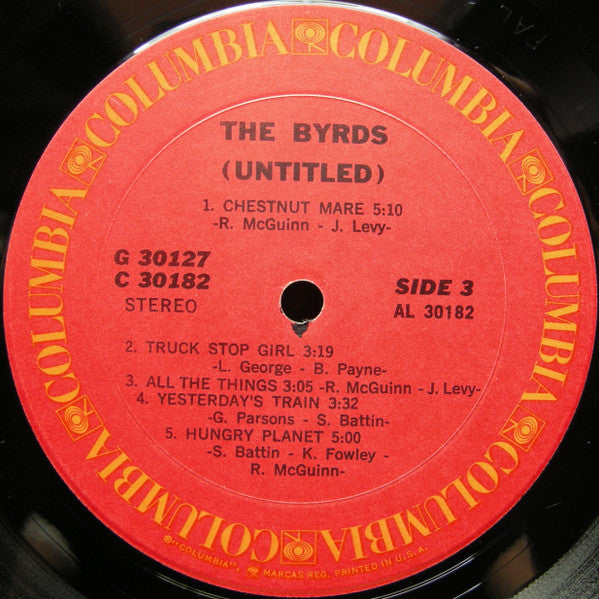 COLUMBIA COLUMBIA COLUMBIA COLUMBIA COLUMBIA COLUMBIA
THE BYRDS
(UNTITLED)
1. CHESTNUT MARE 5:10
-R. McGuinn - J. Levy-
G 30127
C 30182
STEREO
SIDE 3
AL 30182
2. TRUCK STOP GIRL 3:19
-L. George - B. Payne-
3. ALL THE THINGS 3:05 -R. McGuinn - J. Levy-
4. YESTERDAY'S TRAIN 3:32
-G. Parsons - S. Battin-
5. HUNGRY PLANET 5:00
-S. Battin - K. Fowley -
R. McGuinn-
®"COLUMBIA", MARCAS REG. PRINTED IN U.S.A.